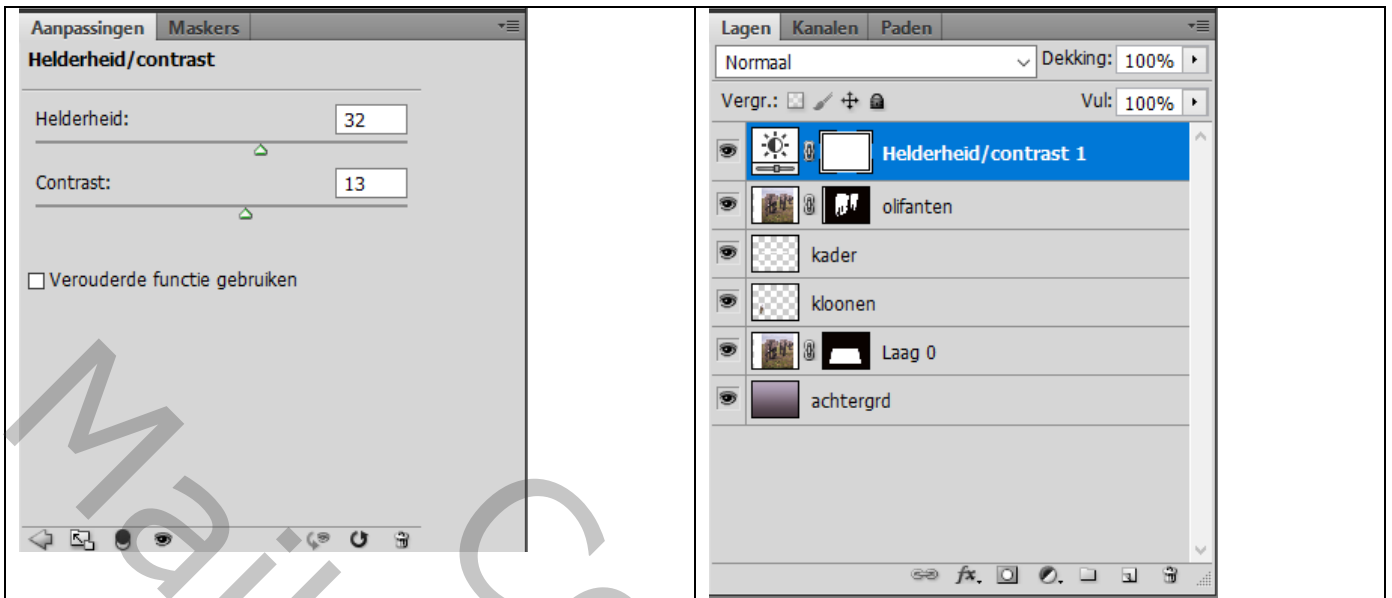 Aanpassingen Maskers
Helderheid/contrast
Helderheid: 32
Contrast: 13
Verouderde functie gebruiken
Lagen Kanalen Paden
Normaal Dekking: 100%
Vergr.: Vul: 100%
Helderheid/contrast 1
olifanten
kader
kloonen
Laag 0
achtergrd
fx.